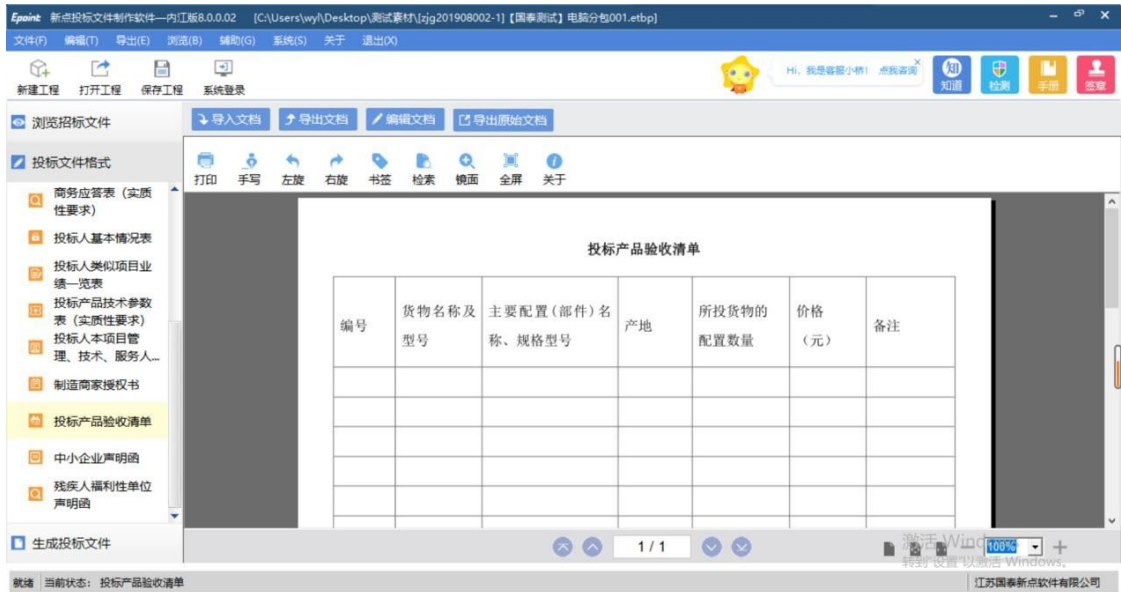 Epoint 新点投标文件制作软件—内江版8.0.0.02 [C:\Users\wyl\Desktop\测试素材\[zjg201908002-1]【国泰测试】电脑分包001.etbp]
文件(F) 编辑(T) 导出(E) 浏览(B) 辅助(G) 系统(S) 关于 退出(X)
新建工程 打开工程 保存工程 系统登录
Hi，我是客服小桥！ 点我咨询
知
知道 检测 手册 签章
浏览招标文件
导入文档 导出文档 编辑文档 导出原始文档
投标文件格式
打印 手写 左旋 右旋 书签 检索 镜面 全屏 关于
商务应答表（实质
性要求）
投标人基本情况表
投标人类似项目业
绩一览表
投标产品技术参数
表（实质性要求）
投标人本项目管
理、技术、服务人...
制造商家授权书
投标产品验收清单
中小企业声明函
残疾人福利性单位
声明函
生成投标文件
投标产品验收清单
编号
货物名称及
型号
主要配置(部件)名
称、规格型号
产地
所投货物的
配置数量
价格
（元）
备注
1 / 1
100%
激活 Windows
转到"设置"以激活 Windows。
就绪 当前状态：投标产品验收清单
江苏国泰新点软件有限公司